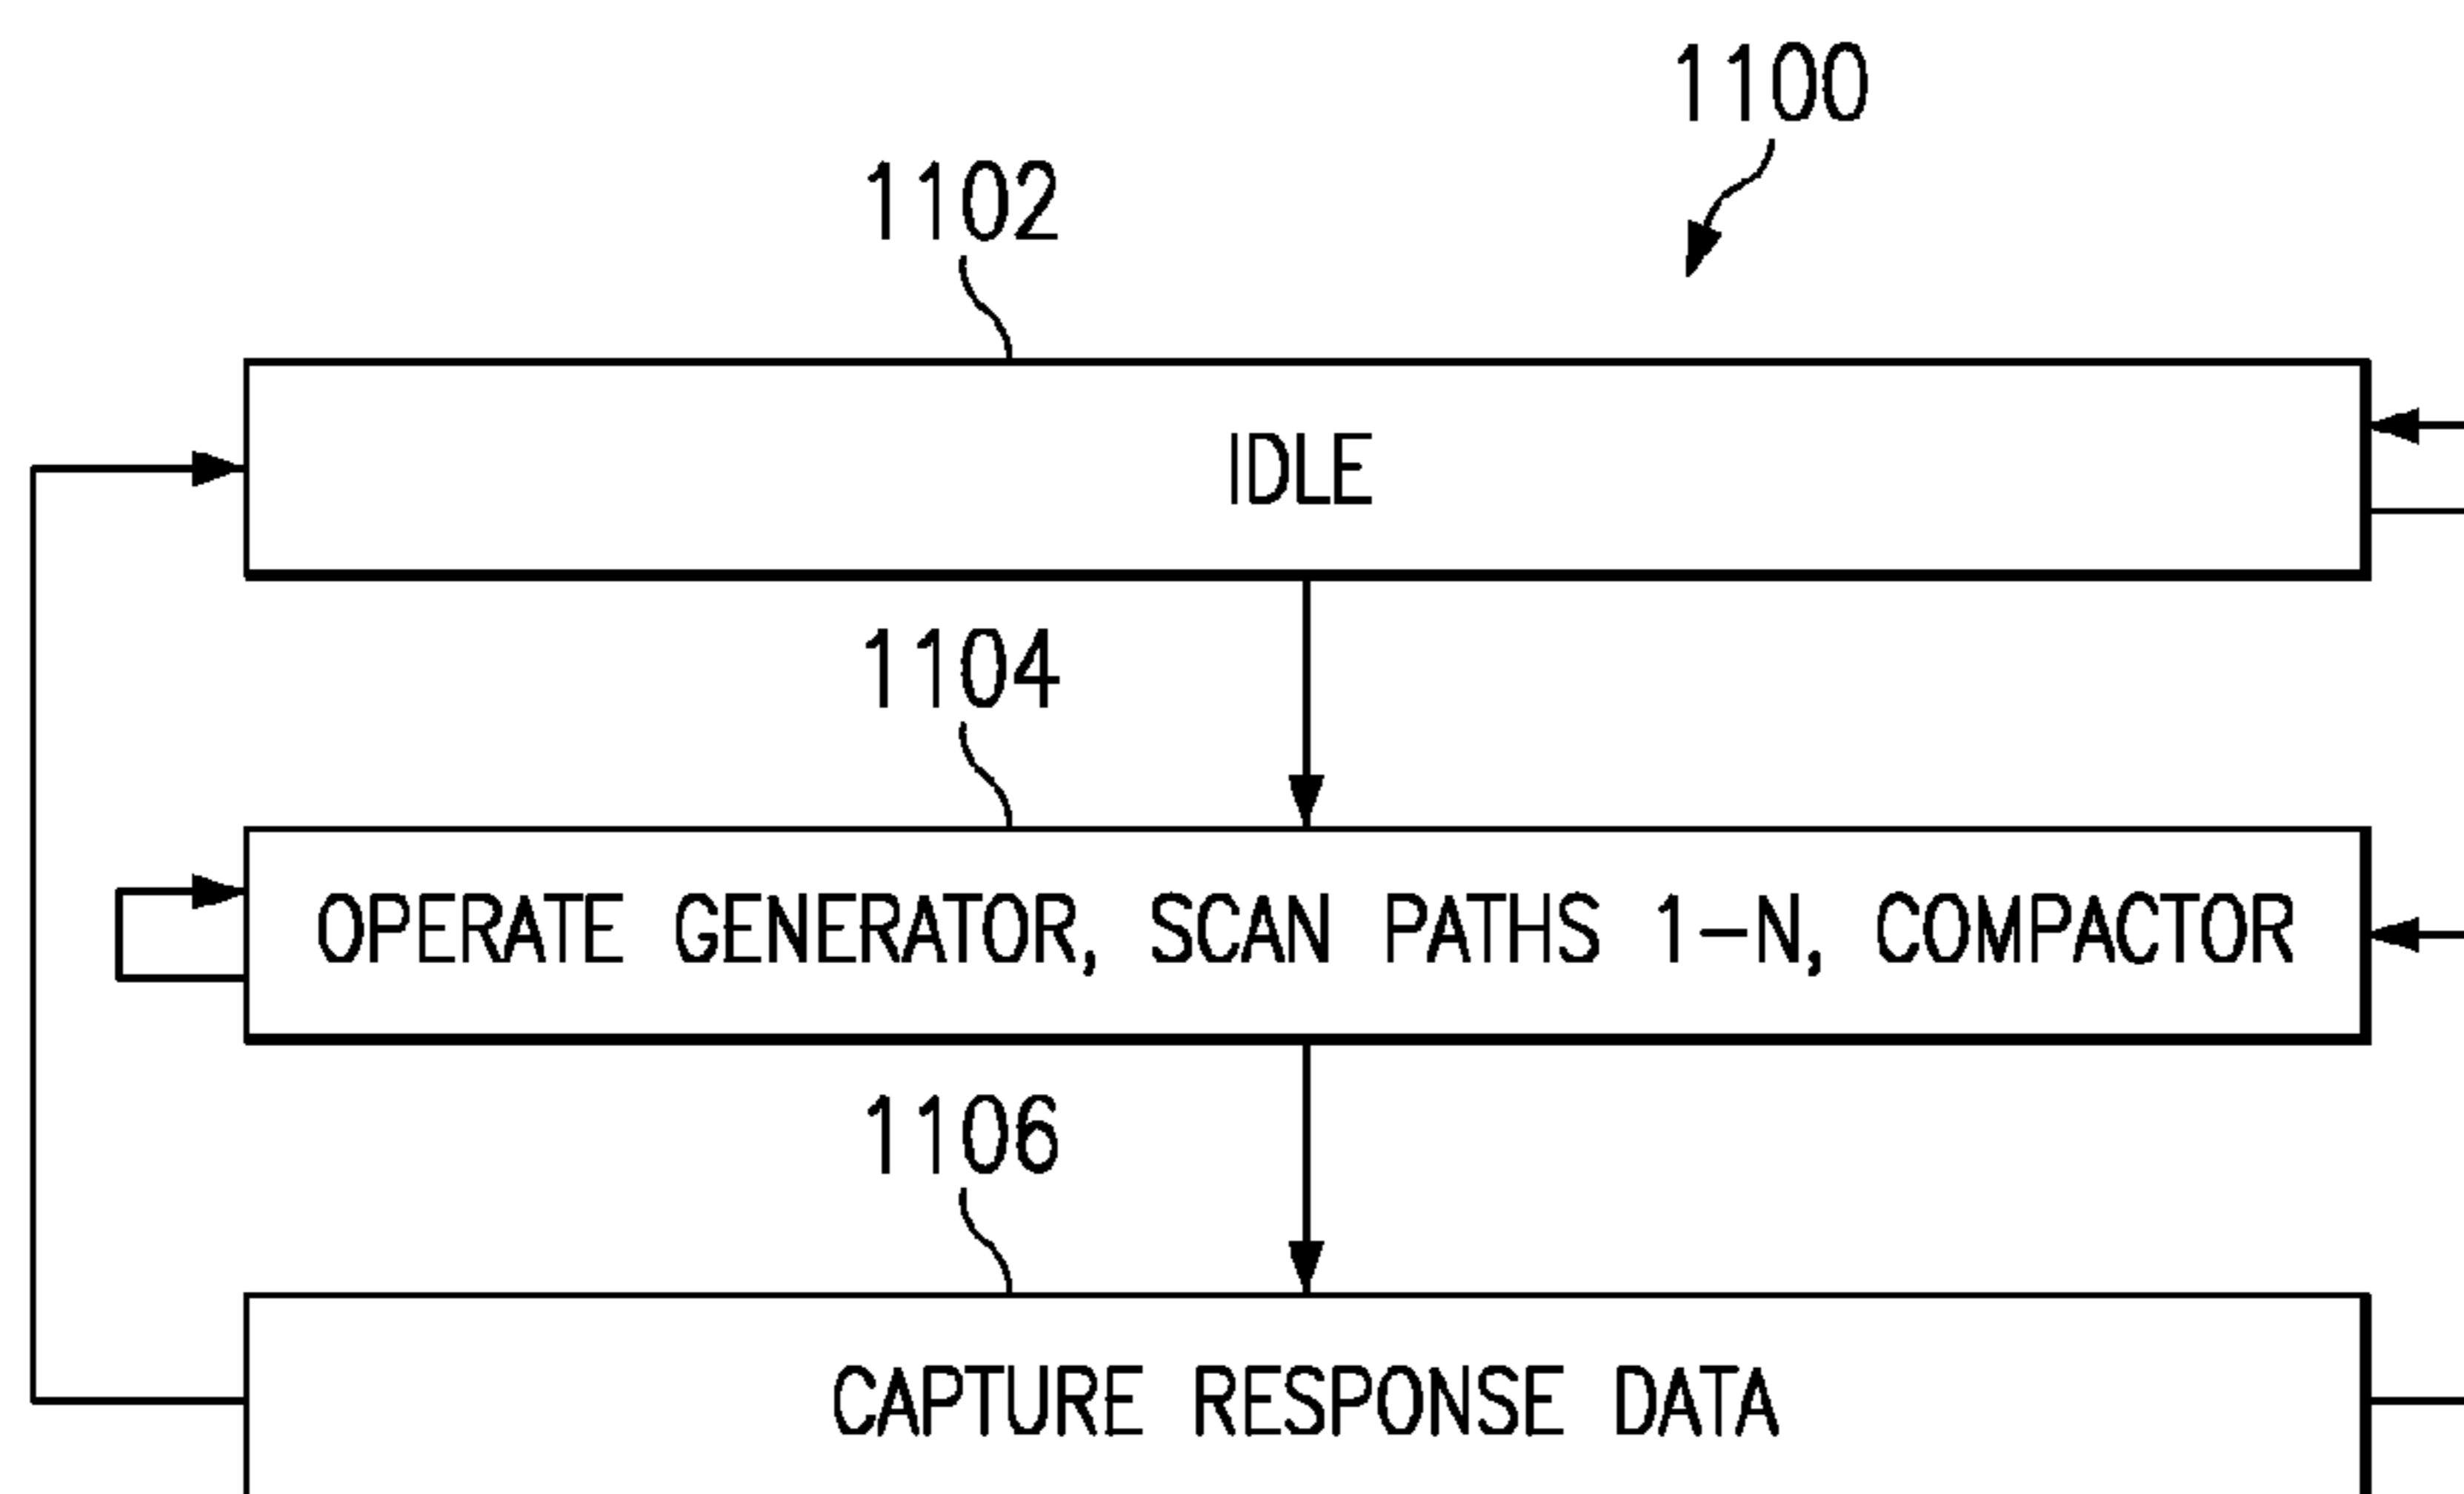 1100
1102
IDLE
1104
OPERATE GENERATOR, SCAN PATHS 1-N, COMPACTOR
1106
CAPTURE RESPONSE DATA